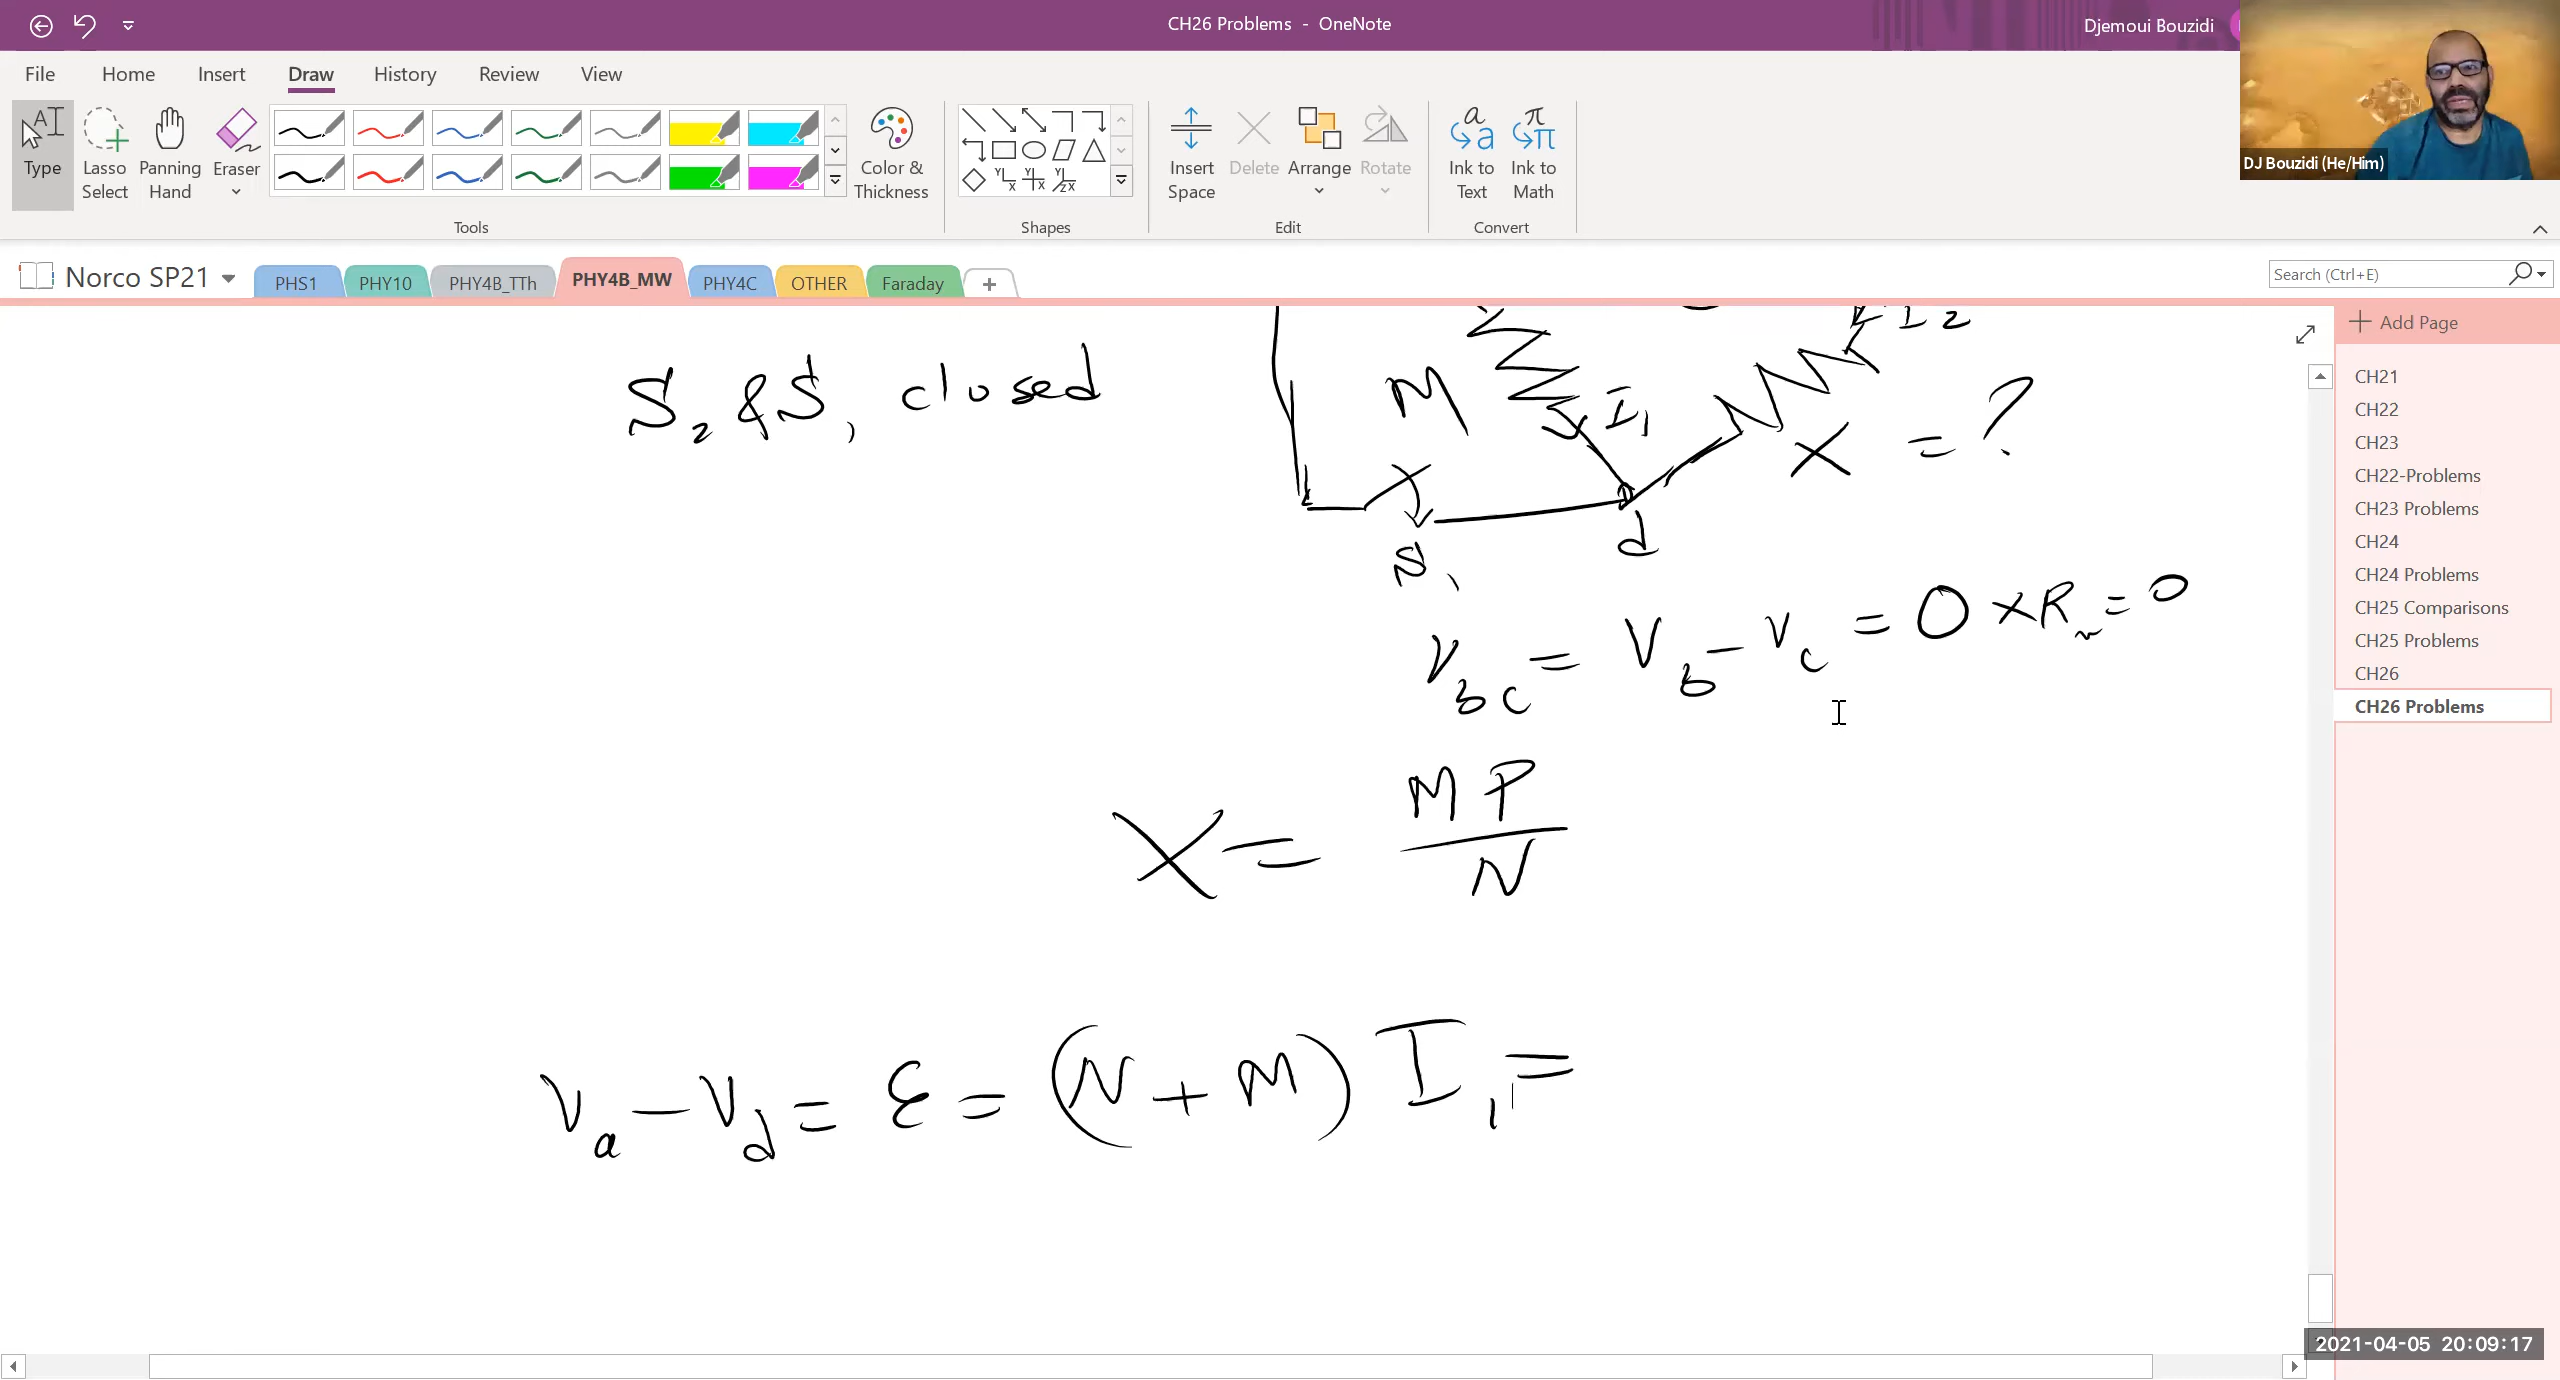 CH26 Problems - OneNote
Djemoui Bouzidi
File Home Insert Draw History Review View
Type
Lasso Select
Panning Hand
Eraser
Color & Thickness
Insert Space
Delete
Arrange
Rotate
Ink to Text
Ink to Math
Tools
Shapes
Edit
Convert
DJ Bouzidi (He/Him)
Norco SP21
PHS1
PHY10
PHY4B_TTh
PHY4B_MW
PHY4C
OTHER
Faraday
Search (Ctrl+E)
Add Page
CH21
CH22
CH23
CH22-Problems
CH23 Problems
CH24
CH24 Problems
CH25 Comparisons
CH25 Problems
CH26
CH26 Problems
I2
S2 & S1 closed
M
I1
X = ?
S1
d
VBC = VB - VC = 0 × R = 0
X = MP
N
Va - Vd = ε = (N + M) I1 =
2021-04-05 20:09:17